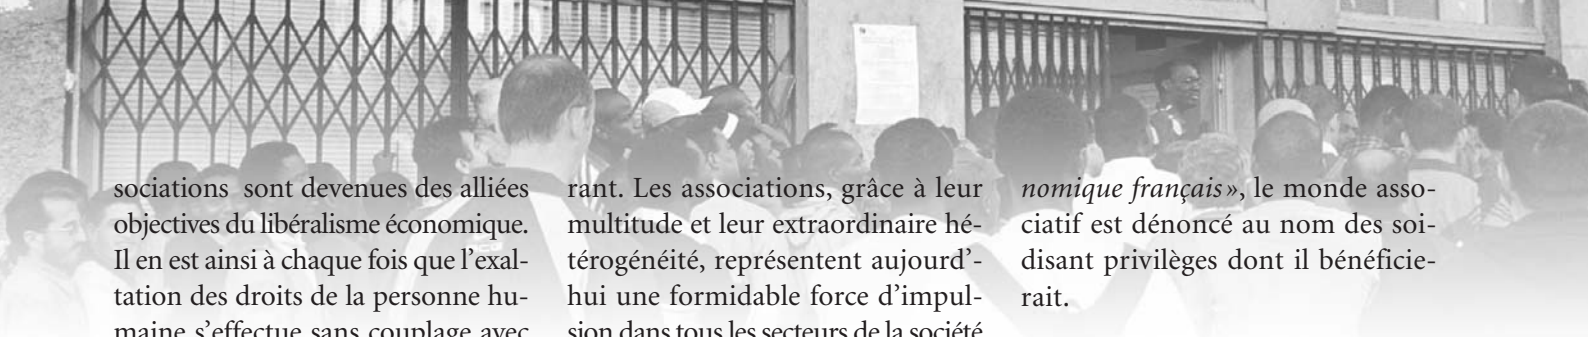 sociations sont devenues des alliées
objectives du libéralisme économique.
Il en est ainsi à chaque fois que l'exal-
tation des droits de la personne hu-
maine s'effectue sans couplage avec
rant. Les associations, grâce à leur
multitude et leur extraordinaire hé-
térogénéité, représentent aujourd'-
hui une formidable force d'impul-
sion dans tous les secteurs de la société
nomique français», le monde asso-
ciatif est dénoncé au nom des soi-
disant privilèges dont il bénéficie-
rait.